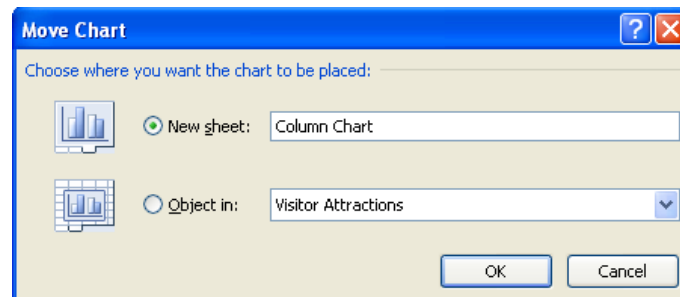 Move Chart
Choose where you want the chart to be placed:
New sheet: Column Chart
Object in: Visitor Attractions
OK Cancel